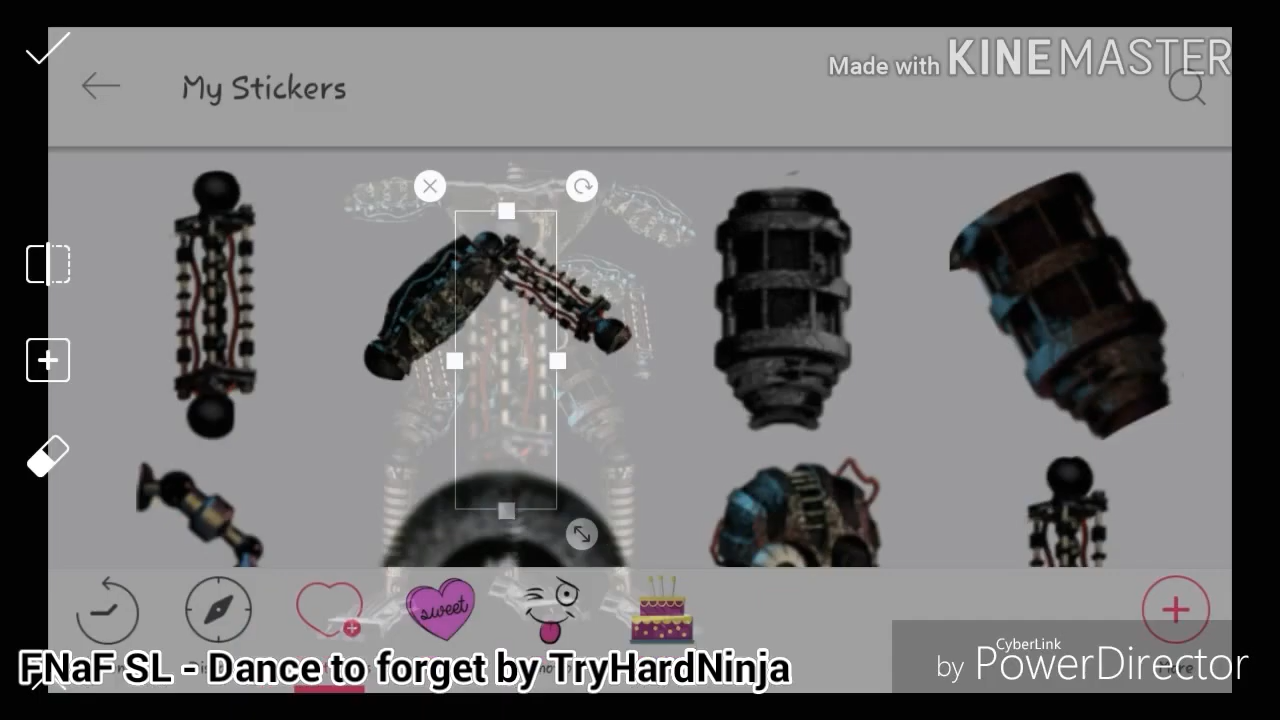 Made with KINEMASTER
My Stickers
sweet
FNaF SL - Dance to forget by TryHardNinja
CyberLink
by PowerDirector